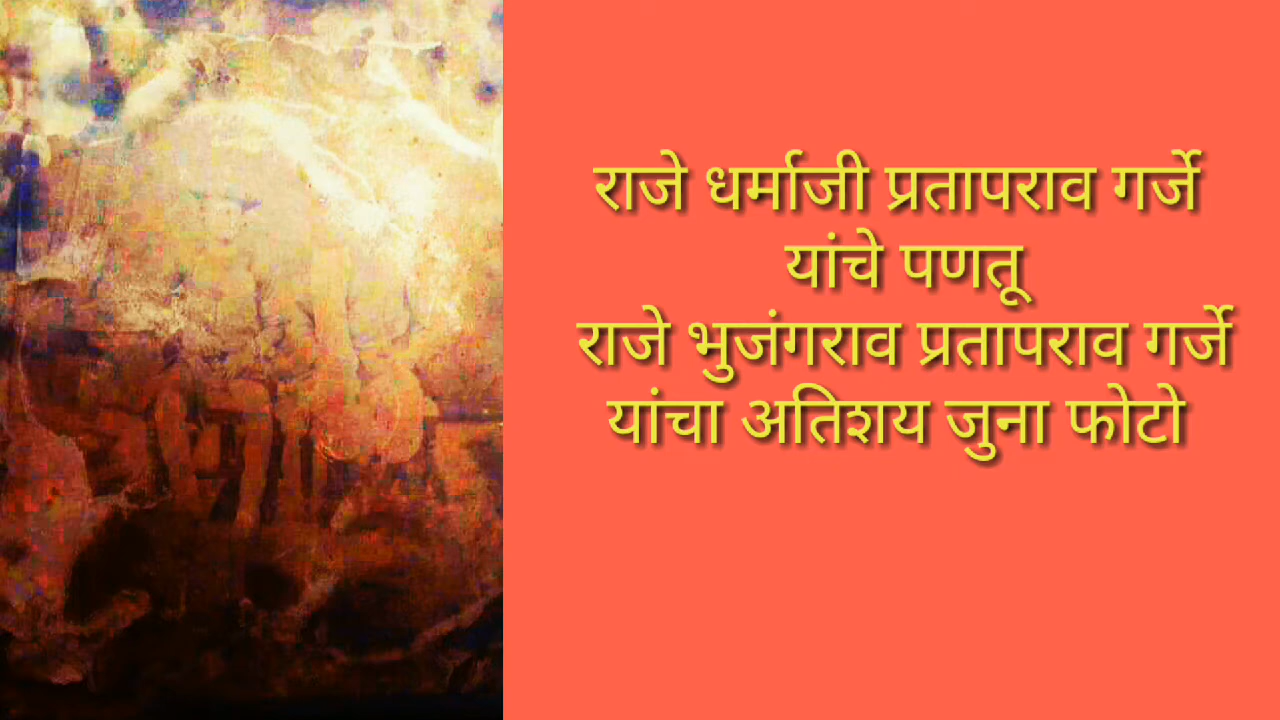 राजे धर्माजी प्रतापराव गर्जे
यांचे पणतू
राजे भुजंगराव प्रतापराव गर्जे
यांचा अतिशय जुना फोटो